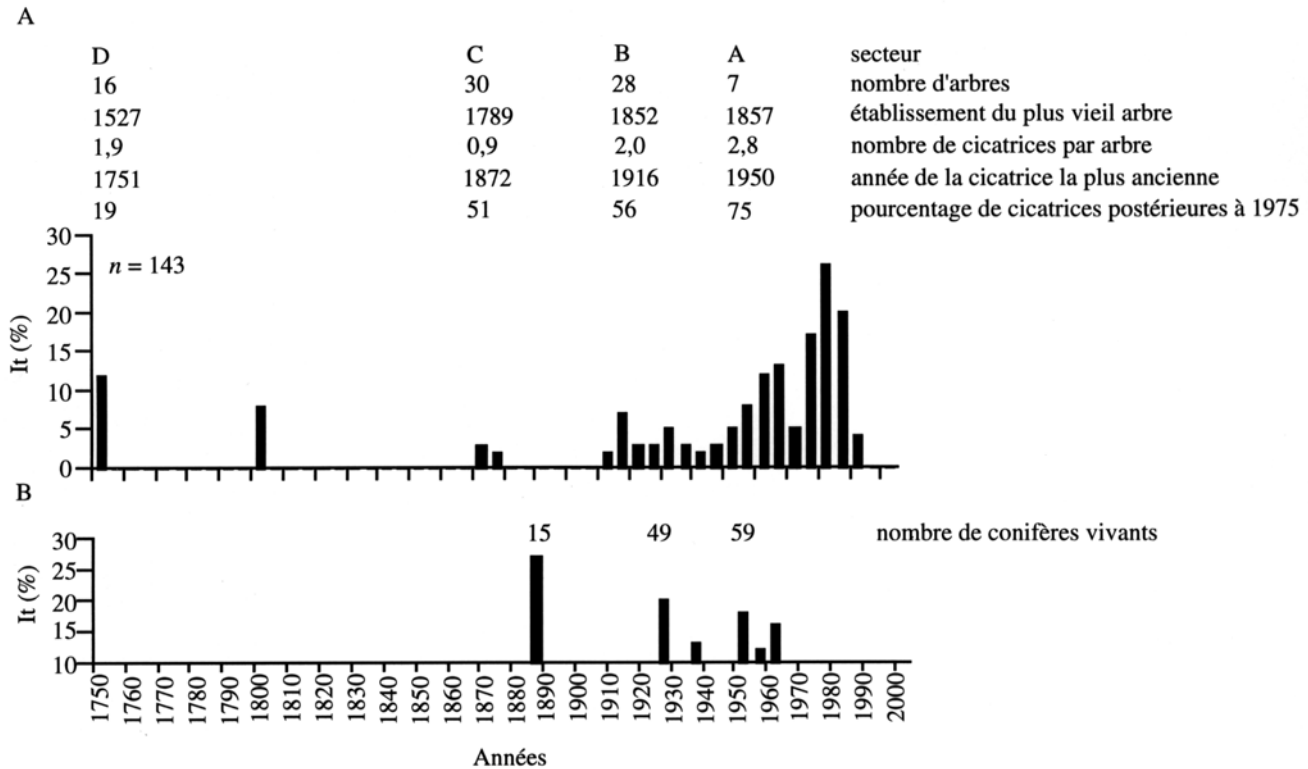 A
D C B A secteur
16 30 28 7 nombre d'arbres
1527 1789 1852 1857 établissement du plus vieil arbre
1,9 0,9 2,0 2,8 nombre de cicatrices par arbre
1751 1872 1916 1950 année de la cicatrice la plus ancienne
19 51 56 75 pourcentage de cicatrices postérieures à 1975
30
n = 143
25
20
15
10
5
0
It (%)
B
15 49 59 nombre de conifères vivants
30
25
20
15
10
It (%)
1750 1760 1770 1780 1790 1800 1810 1820 1830 1840 1850 1860 1870 1880 1890 1900 1910 1920 1930 1940 1950 1960 1970 1980 1990 2000
Années